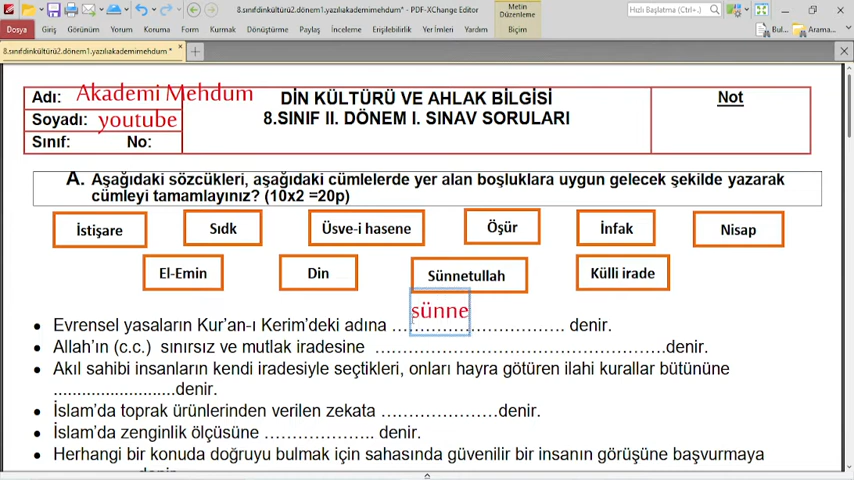 8.sınıfdinkültürü2.dönem1.yazılıakademimehdum* - PDF-XChange Editor
Metin Düzenleme
Hızlı Başlatma (Ctrl+.)
Dosya Giriş Görünüm Yorum Koruma Form Kurmak Dönüştürme Paylaş İnceleme Erişilebilirlik Yer İmleri Yardım Biçim Bul... Arama...
8.sınıfdinkültürü2.dönem1.yazılıakademimehdum *
Adı: Akademi Mehdum
Soyadı: youtube
Sınıf: No:
DİN KÜLTÜRÜ VE AHLAK BİLGİSİ
8.SINIF II. DÖNEM I. SINAV SORULARI
Not
A. Aşağıdaki sözcükleri, aşağıdaki cümlelerde yer alan boşluklara uygun gelecek şekilde yazarak
cümleyi tamamlayınız? (10x2 =20p)
İstişare Sıdk Üsve-i hasene Öşür İnfak Nisap
El-Emin Din Sünnetullah Külli irade
sünne
• Evrensel yasaların Kur'an-ı Kerim'deki adına ………………………… denir.
• Allah'ın (c.c.) sınırsız ve mutlak iradesine …………………………………………denir.
• Akıl sahibi insanların kendi iradesiyle seçtikleri, onları hayra götüren ilahi kurallar bütününe
..........................denir.
• İslam'da toprak ürünlerinden verilen zekata …………………denir.
• İslam'da zenginlik ölçüsüne ……………….. denir.
• Herhangi bir konuda doğruyu bulmak için sahasında güvenilir bir insanın görüşüne başvurmaya